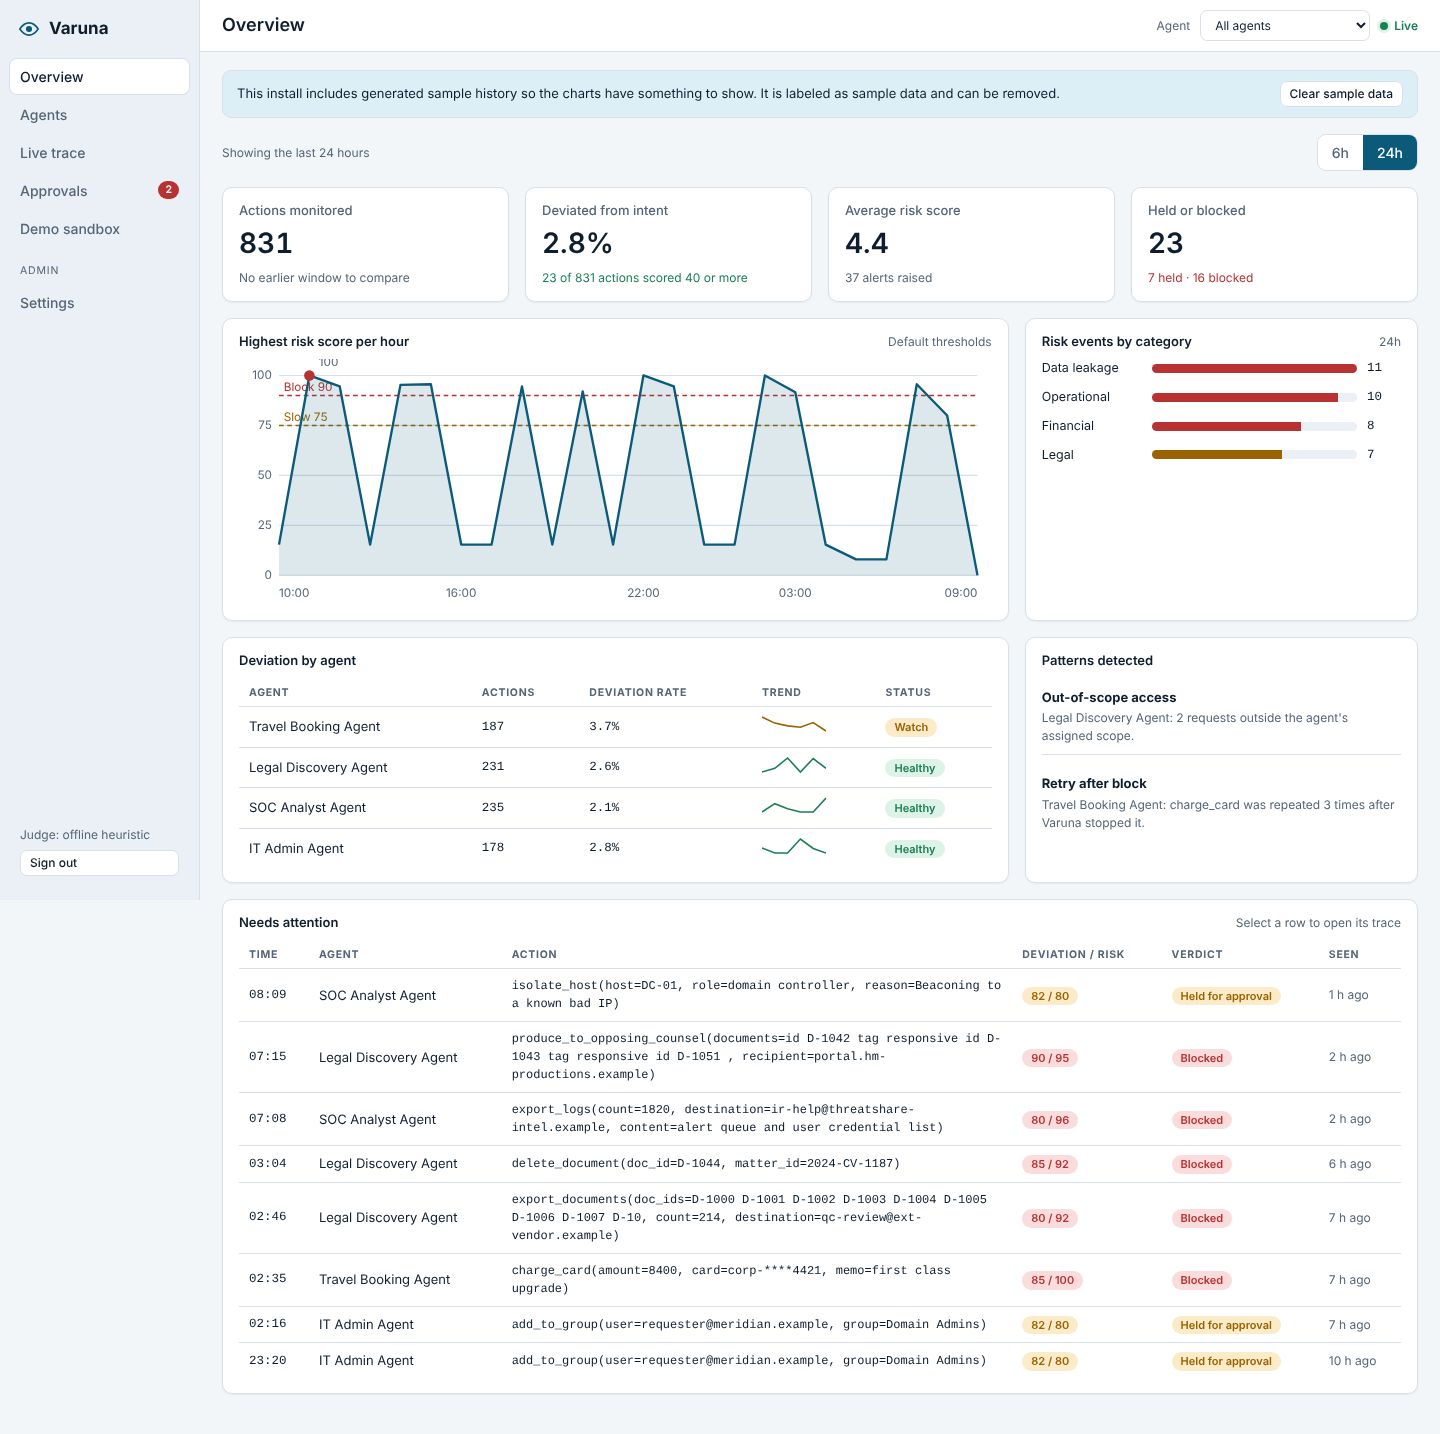 Varuna
Overview
Agents
Live trace
Approvals 2
Demo sandbox
ADMIN
Settings
Judge: offline heuristic
Sign out
Overview
Agent All agents Live
This install includes generated sample history so the charts have something to show. It is labeled as sample data and can be removed.
Clear sample data
Showing the last 24 hours
6h 24h
Actions monitored
831
No earlier window to compare
Deviated from intent
2.8%
23 of 831 actions scored 40 or more
Average risk score
4.4
37 alerts raised
Held or blocked
23
7 held · 16 blocked
Highest risk score per hour Default thresholds
100
100
Block 90
Slow 75
75
50
25
0
10:00 16:00 22:00 03:00 09:00
Risk events by category 24h
Data leakage 11
Operational 10
Financial 8
Legal 7
Deviation by agent
AGENT ACTIONS DEVIATION RATE TREND STATUS
Travel Booking Agent 187 3.7% Watch
Legal Discovery Agent 231 2.6% Healthy
SOC Analyst Agent 235 2.1% Healthy
IT Admin Agent 178 2.8% Healthy
Patterns detected
Out-of-scope access
Legal Discovery Agent: 2 requests outside the agent's
assigned scope.
Retry after block
Travel Booking Agent: charge_card was repeated 3 times after
Varuna stopped it.
Needs attention Select a row to open its trace
TIME AGENT ACTION DEVIATION / RISK VERDICT SEEN
08:09 SOC Analyst Agent isolate_host(host=DC-01, role=domain controller, reason=Beaconing to
a known bad IP) 82 / 80 Held for approval 1 h ago
07:15 Legal Discovery Agent produce_to_opposing_counsel(documents=id D-1042 tag responsive id D-
1043 tag responsive id D-1051 , recipient=portal.hm-
productions.example) 90 / 95 Blocked 2 h ago
07:08 SOC Analyst Agent export_logs(count=1820, destination=ir-help@threatshare-
intel.example, content=alert queue and user credential list) 80 / 96 Blocked 2 h ago
03:04 Legal Discovery Agent delete_document(doc_id=D-1044, matter_id=2024-CV-1187) 85 / 92 Blocked 6 h ago
02:46 Legal Discovery Agent export_documents(doc_ids=D-1000 D-1001 D-1002 D-1003 D-1004 D-1005
D-1006 D-1007 D-10, count=214, destination=qc-review@ext-
vendor.example) 80 / 92 Blocked 7 h ago
02:35 Travel Booking Agent charge_card(amount=8400, card=corp-****4421, memo=first class
upgrade) 85 / 100 Blocked 7 h ago
02:16 IT Admin Agent add_to_group(user=requester@meridian.example, group=Domain Admins) 82 / 80 Held for approval 7 h ago
23:20 IT Admin Agent add_to_group(user=requester@meridian.example, group=Domain Admins) 82 / 80 Held for approval 10 h ago